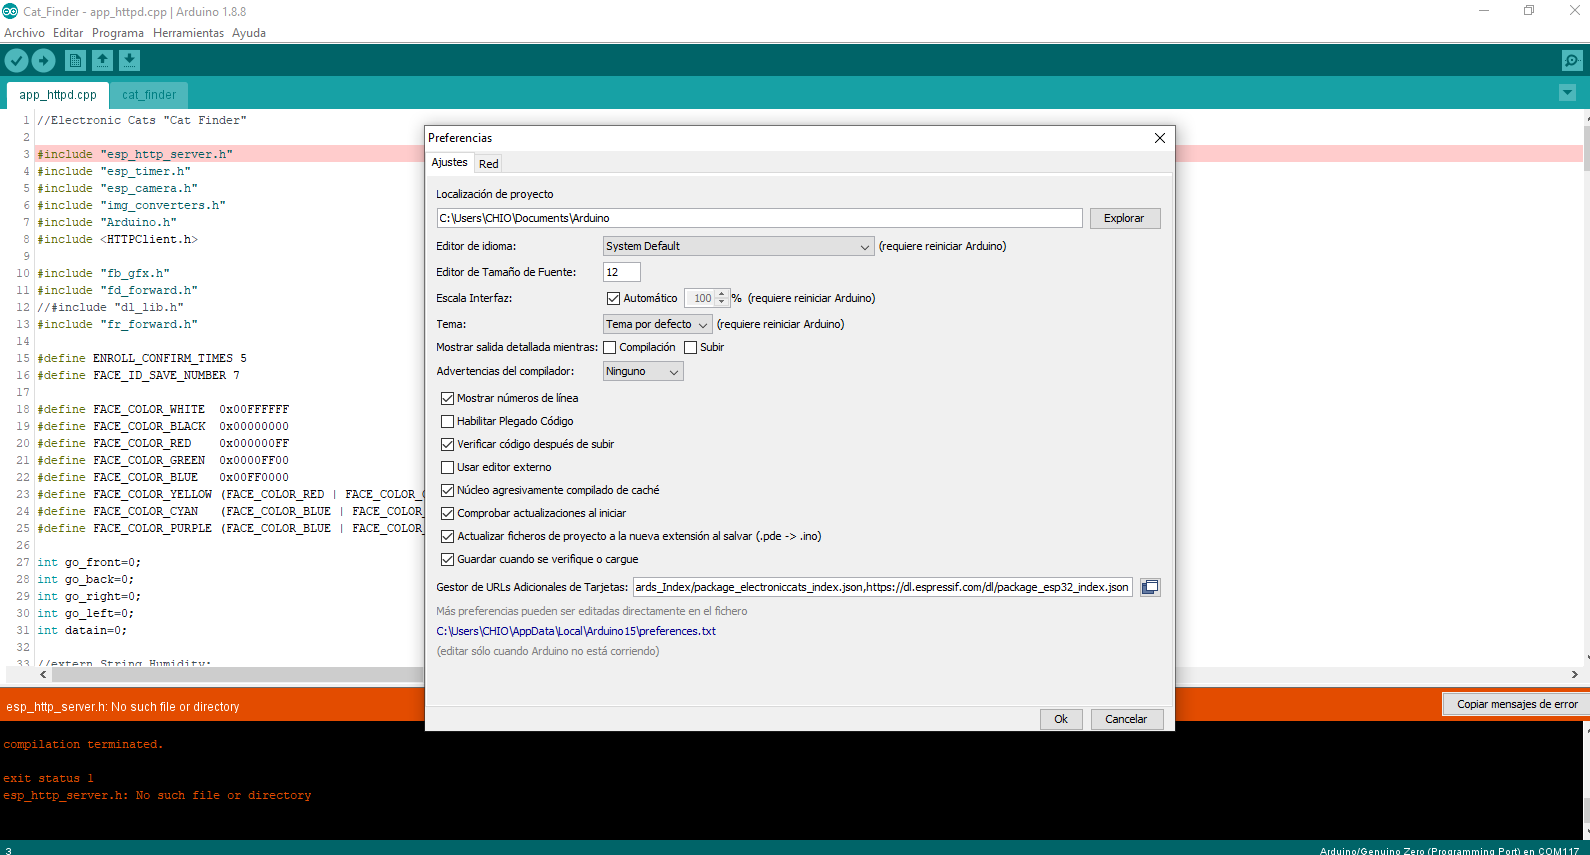 Cat_Finder - app_httpd.cpp | Arduino 1.8.8
Archivo Editar Programa Herramientas Ayuda
app_httpd.cpp cat_finder
1 //Electronic Cats "Cat Finder"
2
3 #include "esp_http_server.h"
4 #include "esp_timer.h"
5 #include "esp_camera.h"
6 #include "img_converters.h"
7 #include "Arduino.h"
8 #include <HTTPClient.h>
9
10 #include "fb_gfx.h"
11 #include "fd_forward.h"
12 //#include "dl_lib.h"
13 #include "fr_forward.h"
14
15 #define ENROLL_CONFIRM_TIMES 5
16 #define FACE_ID_SAVE_NUMBER 7
17
18 #define FACE_COLOR_WHITE 0x00FFFFFF
19 #define FACE_COLOR_BLACK 0x00000000
20 #define FACE_COLOR_RED 0x000000FF
21 #define FACE_COLOR_GREEN 0x0000FF00
22 #define FACE_COLOR_BLUE 0x00FF0000
23 #define FACE_COLOR_YELLOW (FACE_COLOR_RED | FACE_COLOR_
24 #define FACE_COLOR_CYAN (FACE_COLOR_BLUE | FACE_COLOR_
25 #define FACE_COLOR_PURPLE (FACE_COLOR_BLUE | FACE_COLOR_
26
27 int go_front=0;
28 int go_back=0;
29 int go_right=0;
30 int go_left=0;
31 int datain=0;
32
33 //extern String Humidity;
Preferencias
Ajustes Red
Localización de proyecto
C:\Users\CHIO\Documents\Arduino Explorar
Editor de idioma: System Default (requiere reiniciar Arduino)
Editor de Tamaño de Fuente: 12
Escala Interfaz: Automático 100 % (requiere reiniciar Arduino)
Tema: Tema por defecto (requiere reiniciar Arduino)
Mostrar salida detallada mientras: Compilación Subir
Advertencias del compilador: Ninguno
Mostrar números de línea
Habilitar Plegado Código
Verificar código después de subir
Usar editor externo
Núcleo agresivamente compilado de caché
Comprobar actualizaciones al iniciar
Actualizar ficheros de proyecto a la nueva extensión al salvar (.pde -> .ino)
Guardar cuando se verifique o cargue
Gestor de URLs Adicionales de Tarjetas: ards_Index/package_electroniccats_index.json,https://dl.espressif.com/dl/package_esp32_index.json
Más preferencias pueden ser editadas directamente en el fichero
C:\Users\CHIO\AppData\Local\Arduino15\preferences.txt
(editar sólo cuando Arduino no está corriendo)
Ok Cancelar
esp_http_server.h: No such file or directory Copiar mensajes de error
compilation terminated.
exit status 1
esp_http_server.h: No such file or directory
3 Arduino/Genuino Zero (Programming Port) en COM117